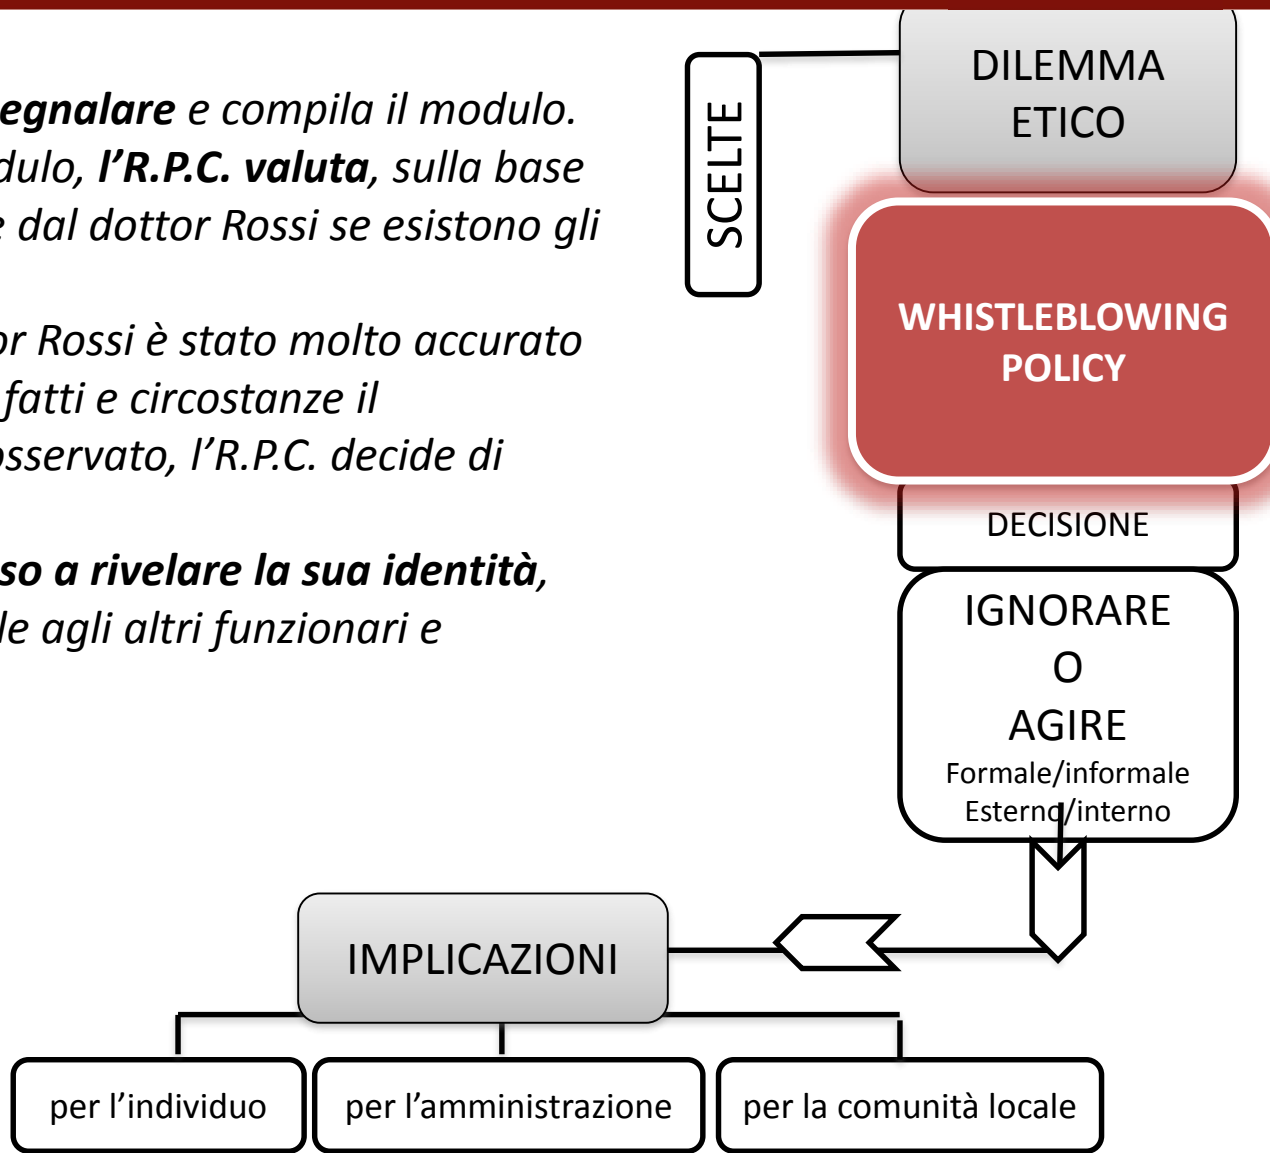 egnalare e compila il modulo.
dulo, l’R.P.C. valuta, sulla base
e dal dottor Rossi se esistono gli
or Rossi è stato molto accurato
fatti e circostanze il
osservato, l’R.P.C. decide di
so a rivelare la sua identità,
le agli altri funzionari e
SCELTE
DILEMMA
ETICO
WHISTLEBLOWING
POLICY
DECISIONE
IGNORARE
O
AGIRE
Formale/informale
Esterno/interno
IMPLICAZIONI
per l’individuo
per l’amministrazione
per la comunità locale